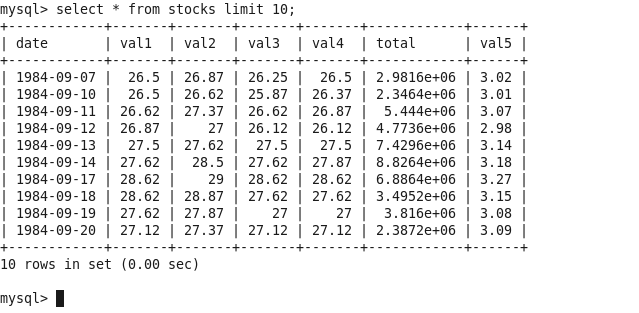 mysql> select * from stocks limit 10;
+------------+-------+-------+-------+-------+------------+------+
| date       | val1  | val2  | val3  | val4  | total      | val5 |
+------------+-------+-------+-------+-------+------------+------+
| 1984-09-07 |  26.5 | 26.87 | 26.25 |  26.5 | 2.9816e+06 | 3.02 |
| 1984-09-10 |  26.5 | 26.62 | 25.87 | 26.37 | 2.3464e+06 | 3.01 |
| 1984-09-11 | 26.62 | 27.37 | 26.62 | 26.87 |  5.444e+06 | 3.07 |
| 1984-09-12 | 26.87 |    27 | 26.12 | 26.12 | 4.7736e+06 | 2.98 |
| 1984-09-13 |  27.5 | 27.62 |  27.5 |  27.5 | 7.4296e+06 | 3.14 |
| 1984-09-14 | 27.62 |  28.5 | 27.62 | 27.87 | 8.8264e+06 | 3.18 |
| 1984-09-17 | 28.62 |    29 | 28.62 | 28.62 | 6.8864e+06 | 3.27 |
| 1984-09-18 | 28.62 | 28.87 | 27.62 | 27.62 | 3.4952e+06 | 3.15 |
| 1984-09-19 | 27.62 | 27.87 |    27 |    27 |  3.816e+06 | 3.08 |
| 1984-09-20 | 27.12 | 27.37 | 27.12 | 27.12 | 2.3872e+06 | 3.09 |
+------------+-------+-------+-------+-------+------------+------+
10 rows in set (0.00 sec)
mysql>